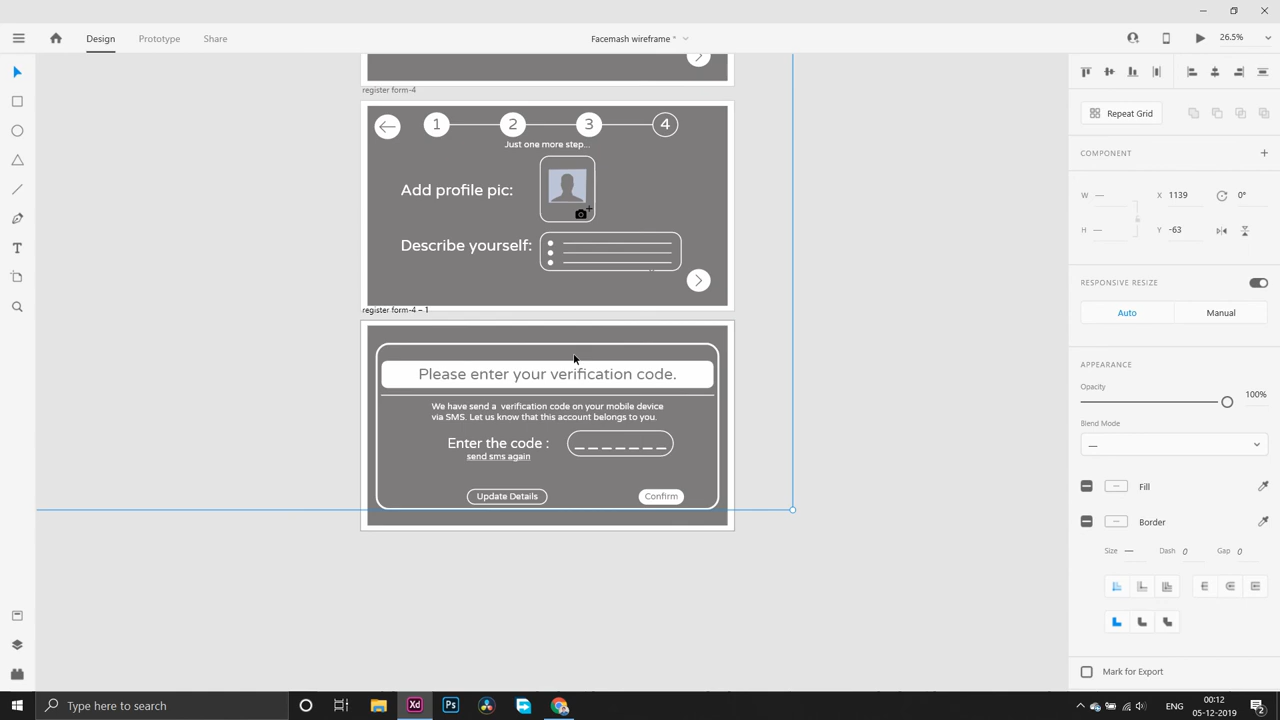 Design
Prototype
Share
Facemash wireframe *
26.5%
register form-4
1
2
3
4
Just one more step...
Add profile pic:
Describe yourself:
register form-4 – 1
Please enter your verification code.
We have send a verification code on your mobile device
via SMS. Let us know that this account belongs to you.
Enter the code :
send sms again
Update Details
Confirm
Repeat Grid
COMPONENT
W —
X 1139
0°
H —
Y -63
RESPONSIVE RESIZE
Auto
Manual
APPEARANCE
Opacity
100%
Blend Mode
—
Fill
Border
Size —
Dash 0
Gap 0
Mark for Export
Type here to search
Xd
Ps
ENG
00:12
05-12-2019
2